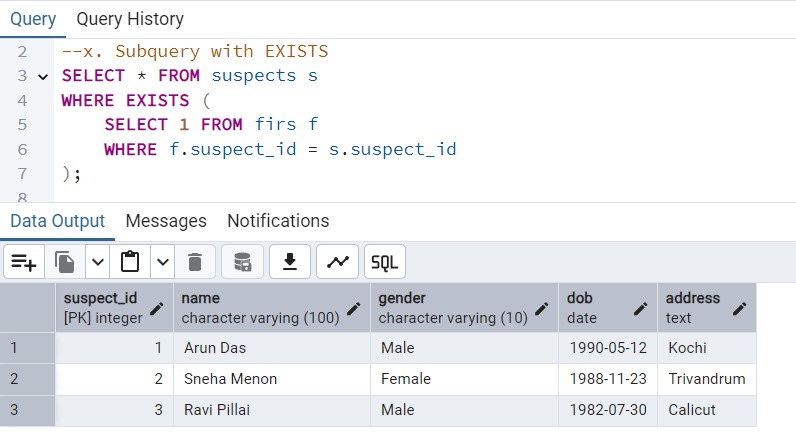 Query Query History
2 --x. Subquery with EXISTS
3 SELECT * FROM suspects s
4 WHERE EXISTS (
5 SELECT 1 FROM firs f
6 WHERE f.suspect_id = s.suspect_id
7 );
8
Data Output Messages Notifications
SQL
suspect_id name gender dob address
[PK] integer character varying (100) character varying (10) date text
1 1 Arun Das Male 1990-05-12 Kochi
2 2 Sneha Menon Female 1988-11-23 Trivandrum
3 3 Ravi Pillai Male 1982-07-30 Calicut